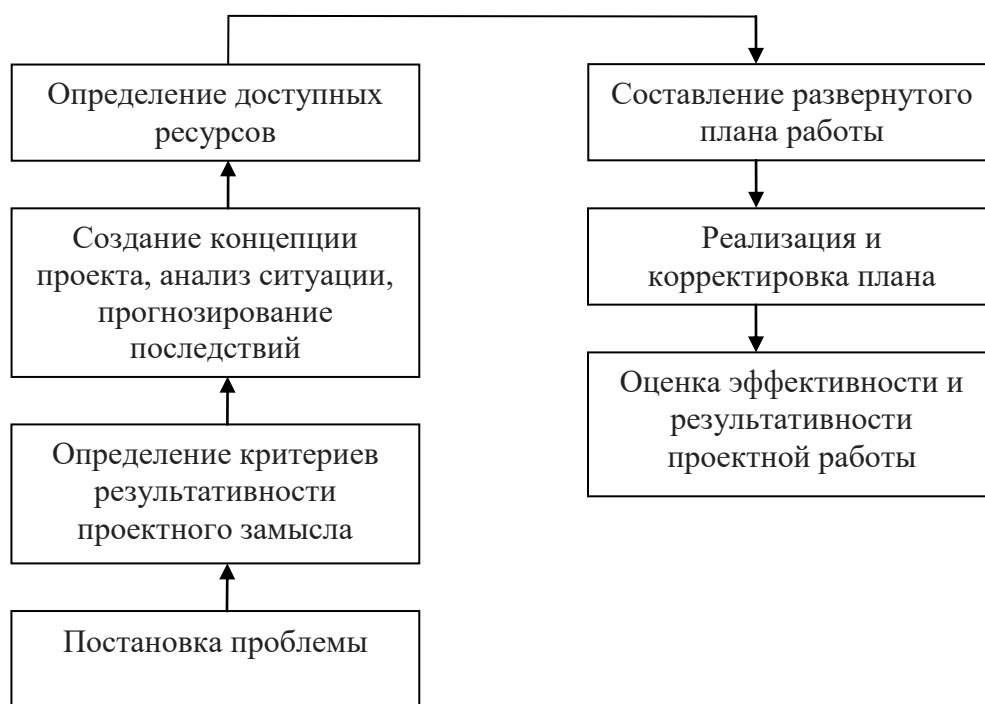 Определение доступных
ресурсов
Создание концепции
проекта, анализ ситуации,
прогнозирование
последствий
Определение критериев
результативности
проектного замысла
Постановка проблемы
Составление развернутого
плана работы
Реализация и
корректировка плана
Оценка эффективности и
результативности
проектной работы